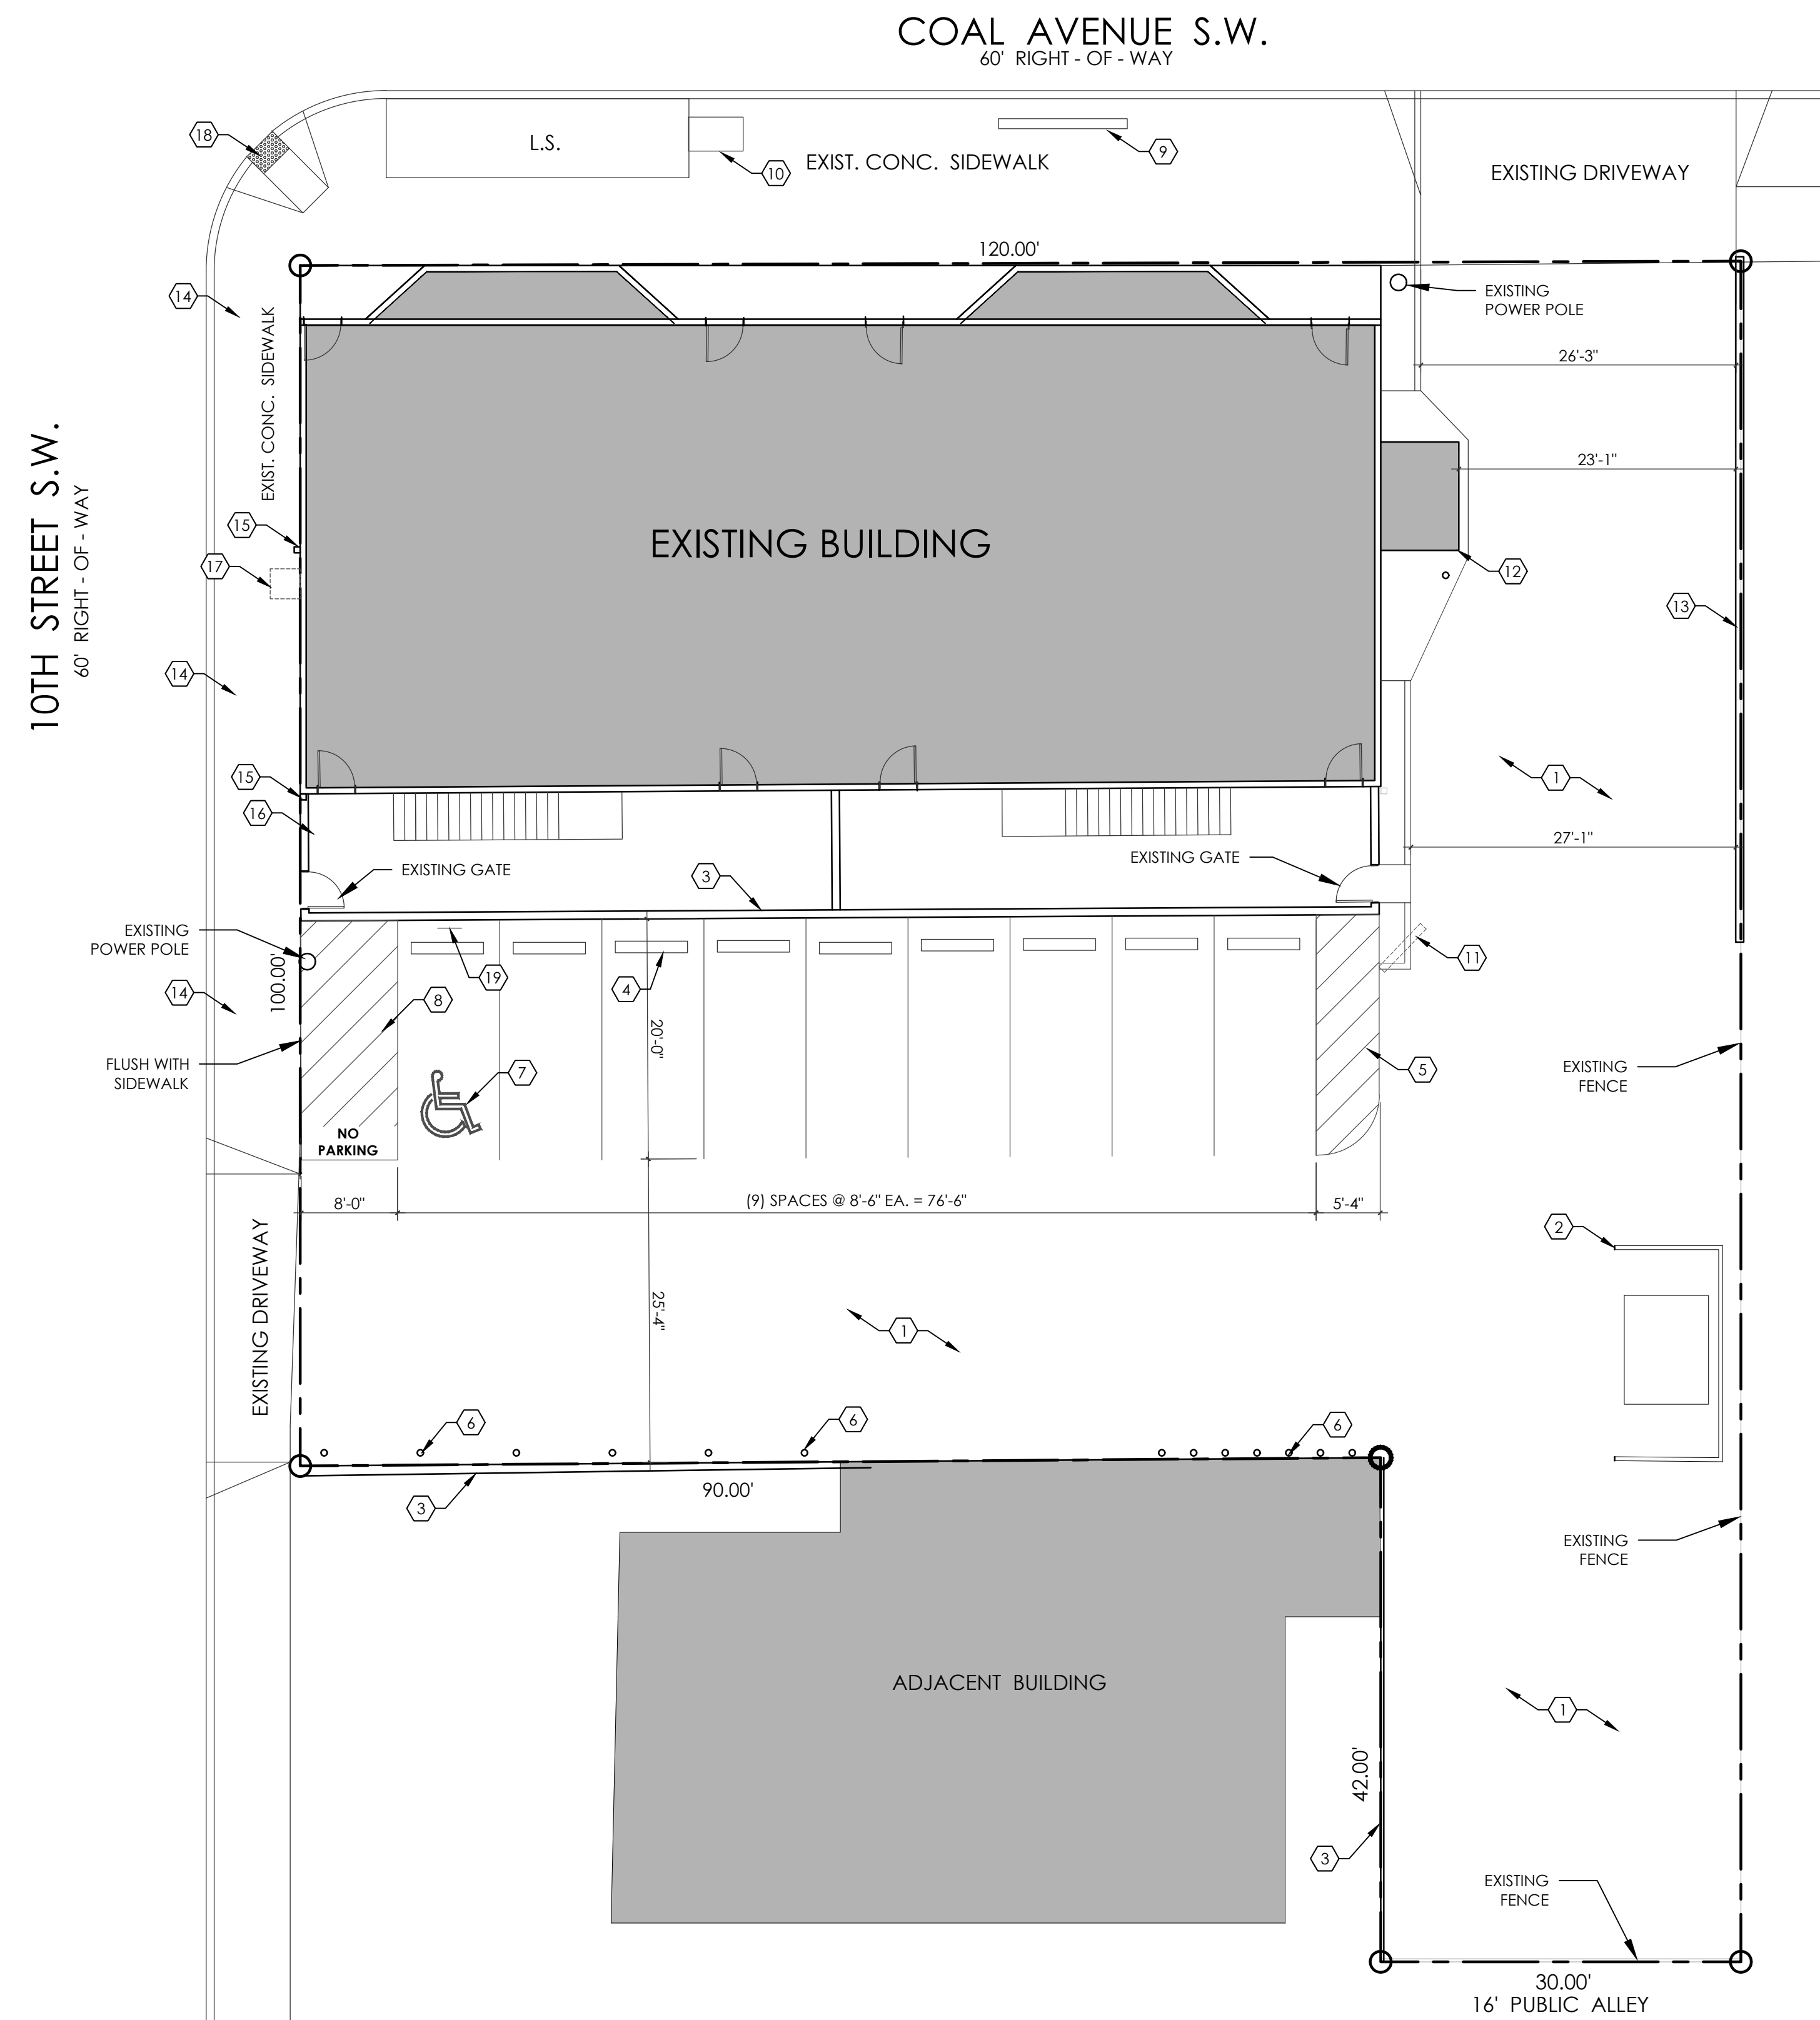 COAL AVENUE S.W.
60' RIGHT - OF - WAY
18
L.S.
10
EXIST. CONC. SIDEWALK
9
EXISTING DRIVEWAY
120.00'
14
EXIST. CONC. SIDEWALK
EXISTING
POWER POLE
26'-3"
10TH STREET S.W.
60' RIGHT - OF - WAY
23'-1"
15
EXISTING BUILDING
17
12
13
14
15
1
16
27'-1"
EXISTING GATE
3
EXISTING GATE
EXISTING
POWER POLE
100.00'
19
4
11
14
8
20'-0"
FLUSH WITH
SIDEWALK
7
5
EXISTING
FENCE
NO
PARKING
8'-0"
(9) SPACES @ 8'-6" EA. = 76'-6"
5'-4"
2
EXISTING DRIVEWAY
25'-4"
1
6
6
6
90.00'
3
EXISTING
FENCE
ADJACENT BUILDING
1
42.00'
3
EXISTING
FENCE
30.00'
16' PUBLIC ALLEY